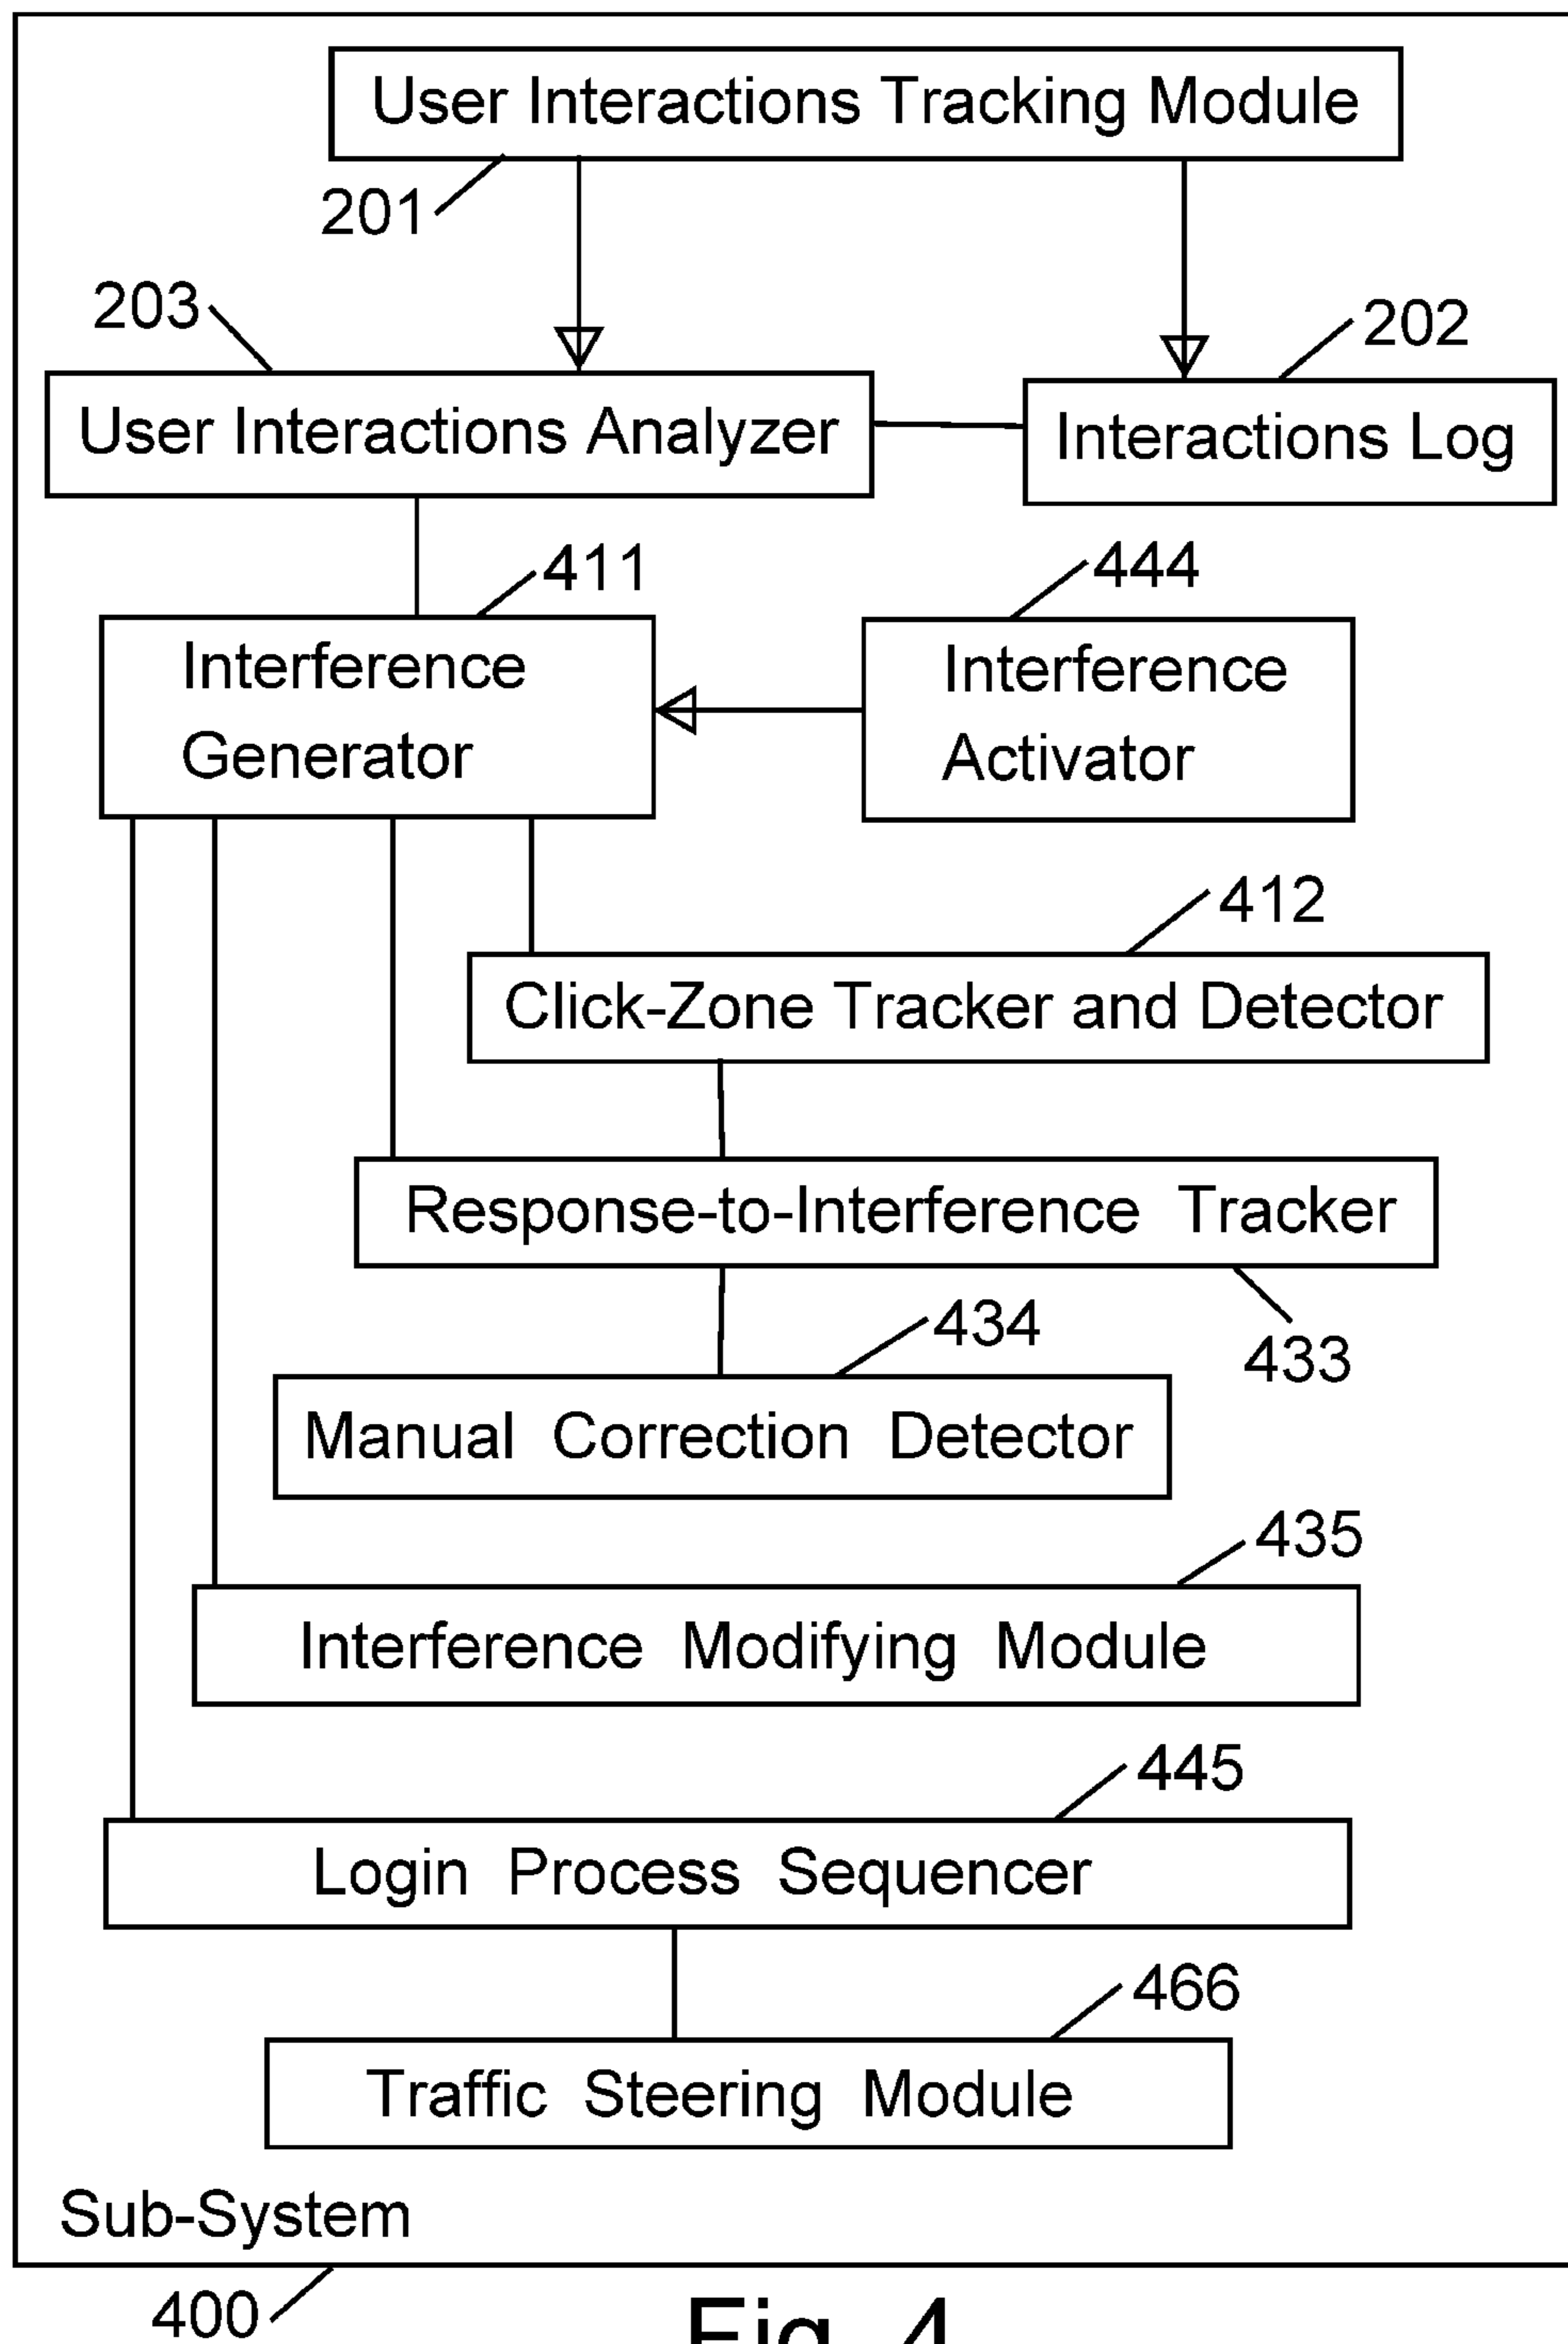 User Interactions Tracking Module
201
203
202
User Interactions Analyzer
Interactions Log
411
444
Interference
Generator
Interference
Activator
412
Click-Zone Tracker and Detector
Response-to-Interference Tracker
434
433
Manual Correction Detector
435
Interference Modifying Module
445
Login Process Sequencer
466
Traffic Steering Module
Sub-System
400
Fig. 4